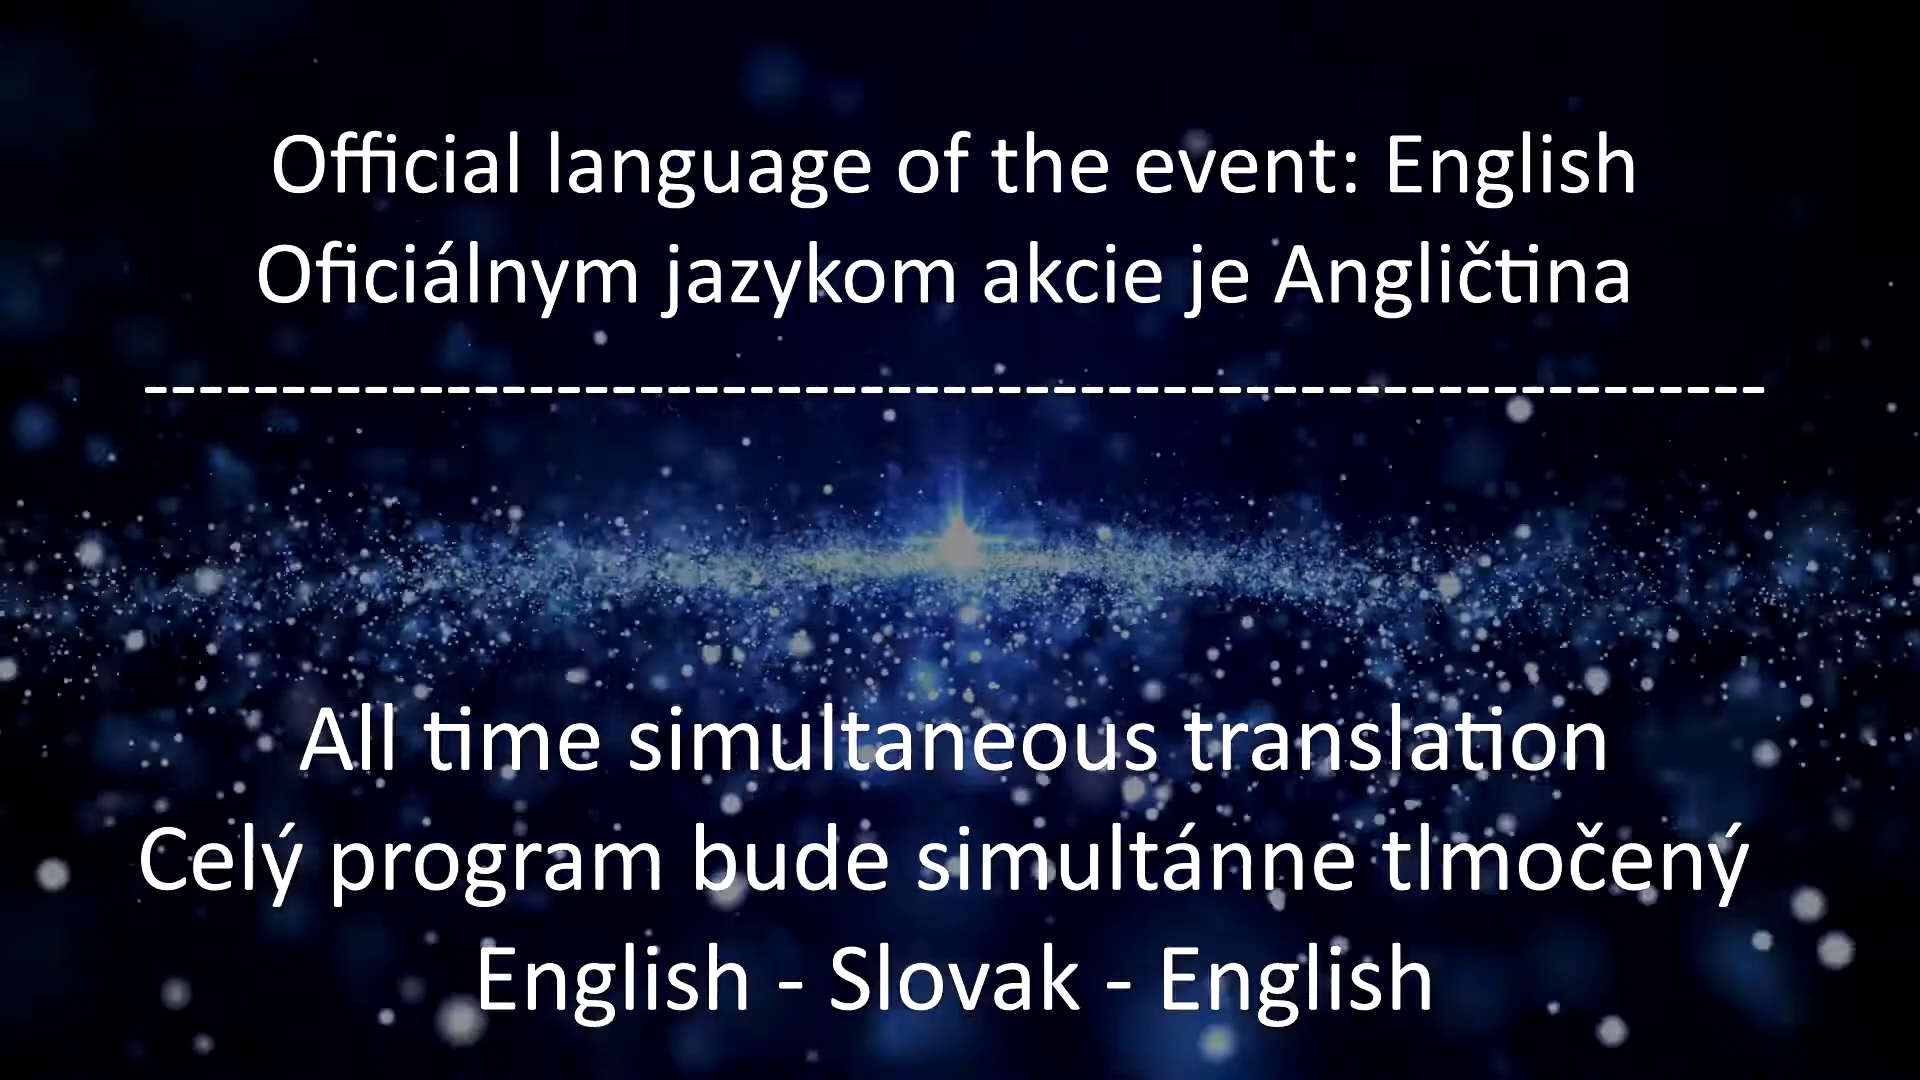 Official language of the event: English
Oficiálnym jazykom akcie je Angličtina
-----------------------------------------------------------
All time simultaneous translation
Celý program bude simultánne tlmočený
English - Slovak - English